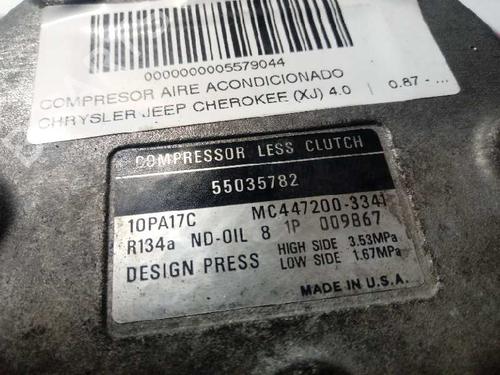 0000000005579044
COMPRESOR AIRE ACONDICIONADO
CHRYSLER JEEP CHEROKEE (XJ) 4.0 | 0.87 - ...
COMPRESSOR LESS CLUTCH
55035782
10PA17C MC447200-3341
R134a ND-OIL 8 1P 009867
DESIGN PRESS HIGH SIDE 3.53MPa
LOW SIDE 1.67MPa
MADE IN U.S.A.